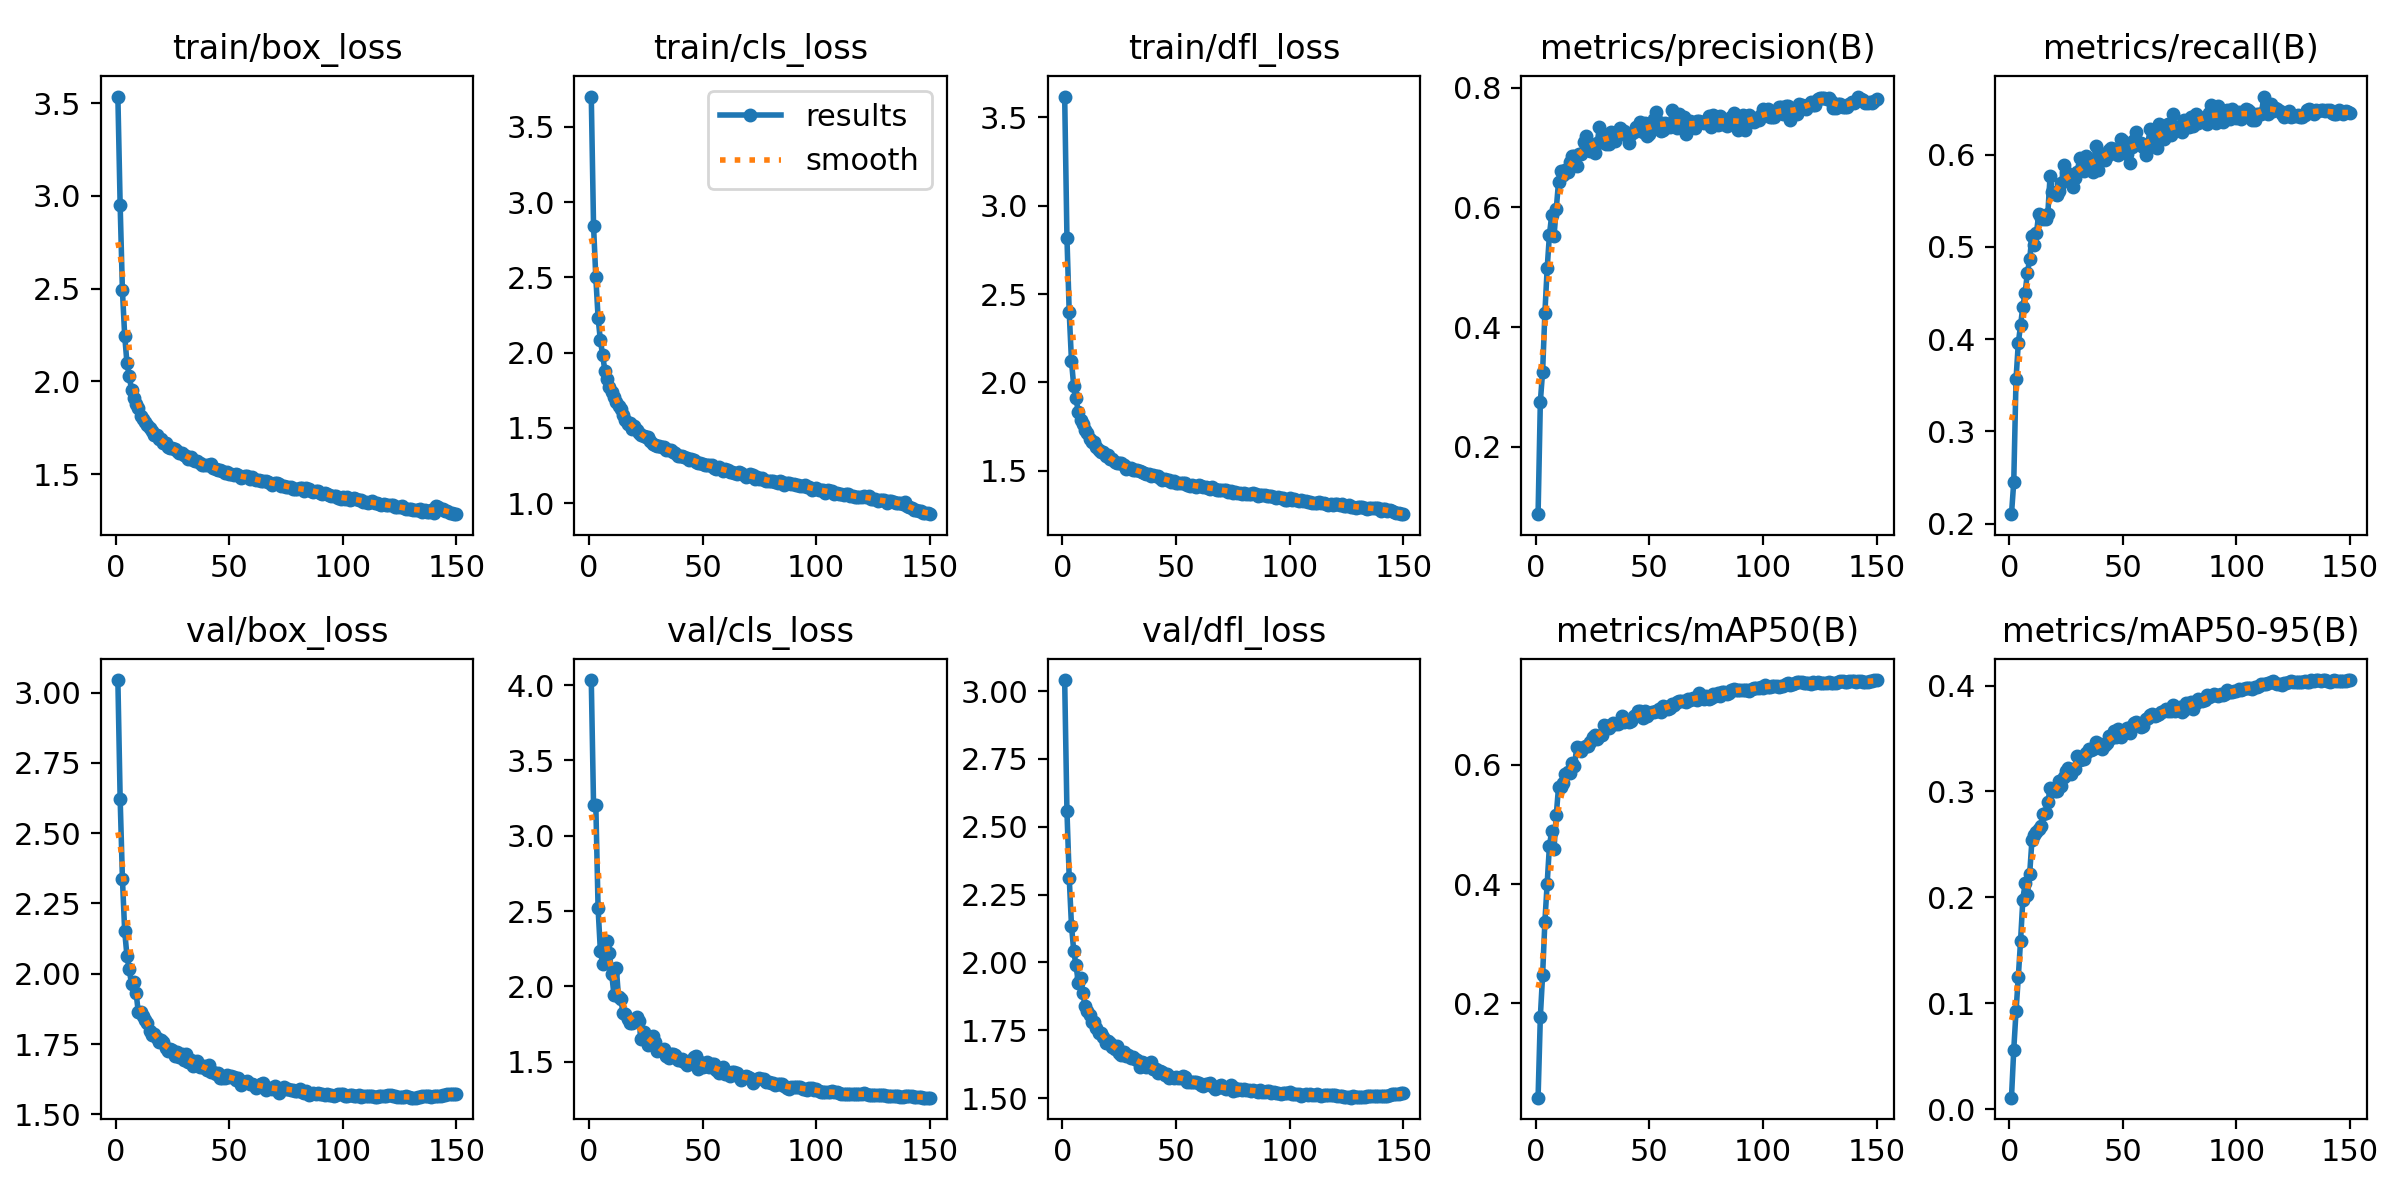 train/box_loss
3.5
3.0
2.5
2.0
1.5
0 50 100 150
train/cls_loss
results
smooth
3.5
3.0
2.5
2.0
1.5
1.0
0 50 100 150
train/dfl_loss
3.5
3.0
2.5
2.0
1.5
0 50 100 150
metrics/precision(B)
0.8
0.6
0.4
0.2
0 50 100 150
metrics/recall(B)
0.6
0.5
0.4
0.3
0.2
0 50 100 150
val/box_loss
3.00
2.75
2.50
2.25
2.00
1.75
1.50
0 50 100 150
val/cls_loss
4.0
3.5
3.0
2.5
2.0
1.5
0 50 100 150
val/dfl_loss
3.00
2.75
2.50
2.25
2.00
1.75
1.50
0 50 100 150
metrics/mAP50(B)
0.6
0.4
0.2
0 50 100 150
metrics/mAP50-95(B)
0.4
0.3
0.2
0.1
0.0
0 50 100 150